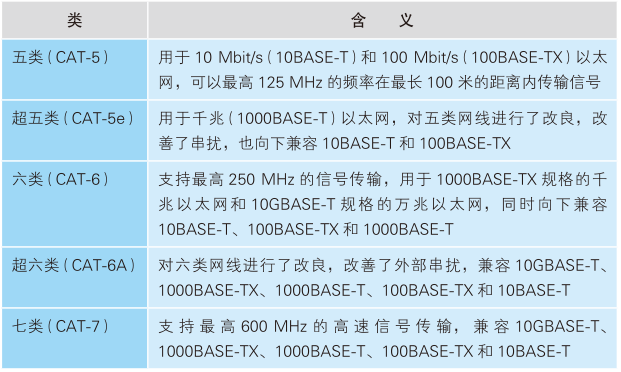 类 含 义
五类（CAT-5） 用于 10 Mbit/s（10BASE-T）和 100 Mbit/s（100BASE-TX）以太
网，可以最高 125 MHz 的频率在最长 100 米的距离内传输信号
超五类（CAT-5e） 用于千兆（1000BASE-T）以太网，对五类网线进行了改良，改
善了串扰，也向下兼容 10BASE-T 和 100BASE-TX
六类（CAT-6） 支持最高 250 MHz 的信号传输，用于 1000BASE-TX 规格的千
兆以太网和 10GBASE-T 规格的万兆以太网，同时向下兼容
10BASE-T、100BASE-TX 和 1000BASE-T
超六类（CAT-6A） 对六类网线进行了改良，改善了外部串扰，兼容 10GBASE-T、
1000BASE-TX、1000BASE-T、100BASE-TX 和 10BASE-T
七类（CAT-7） 支持最高 600 MHz 的高速信号传输，兼容 10GBASE-T、
1000BASE-TX、1000BASE-T、100BASE-TX 和 10BASE-T